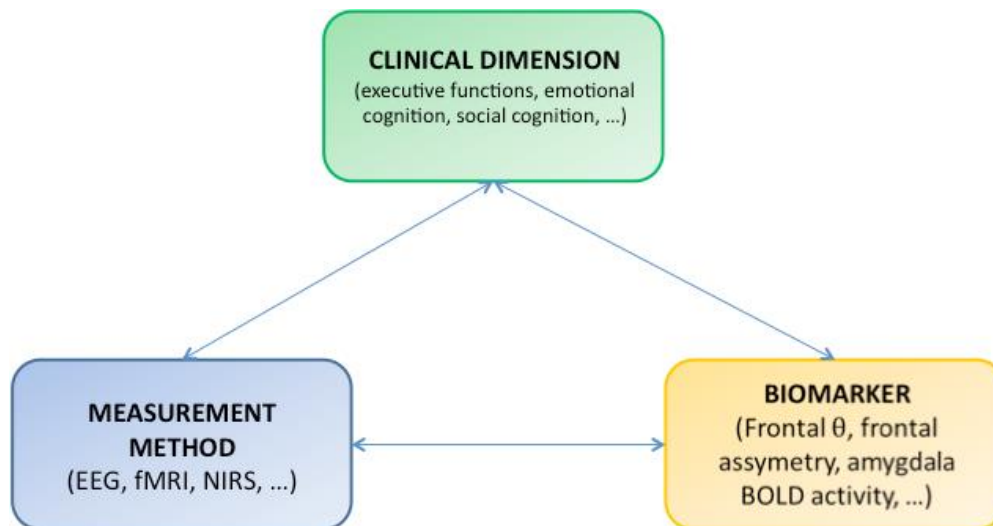 CLINICAL DIMENSION
(executive functions, emotional
cognition, social cognition, ...)
MEASUREMENT
METHOD
(EEG, fMRI, NIRS, ...)
BIOMARKER
(Frontal θ, frontal
assymetry, amygdala
BOLD activity, ...)